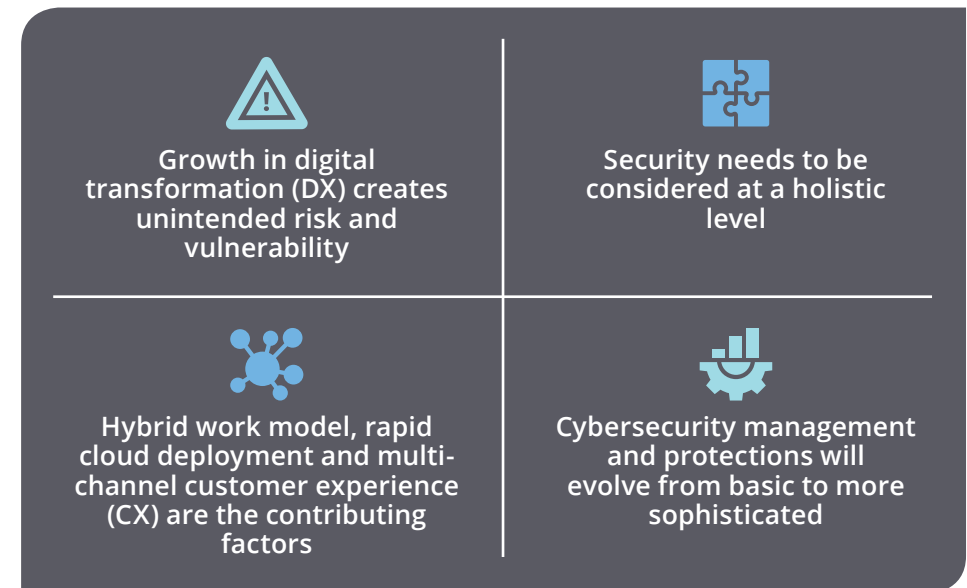 Growth in digital
transformation (DX) creates
unintended risk and
vulnerability
Security needs to be
considered at a holistic
level
Hybrid work model, rapid
cloud deployment and multi-
channel customer experience
(CX) are the contributing
factors
Cybersecurity management
and protections will
evolve from basic to more
sophisticated